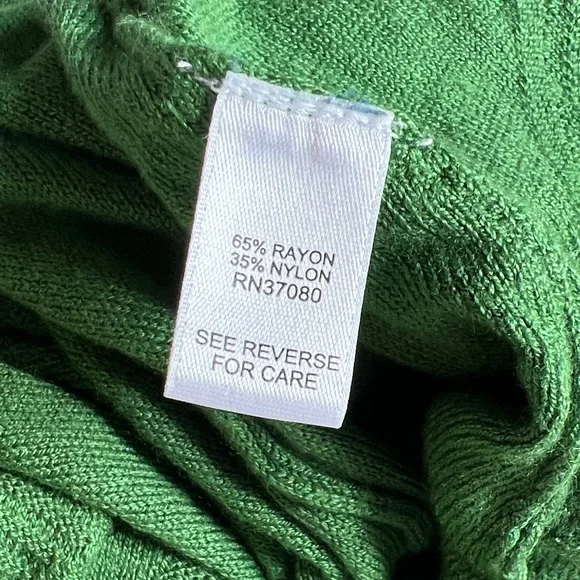 65% RAYON
35% NYLON
RN37080
SEE REVERSE
FOR CARE